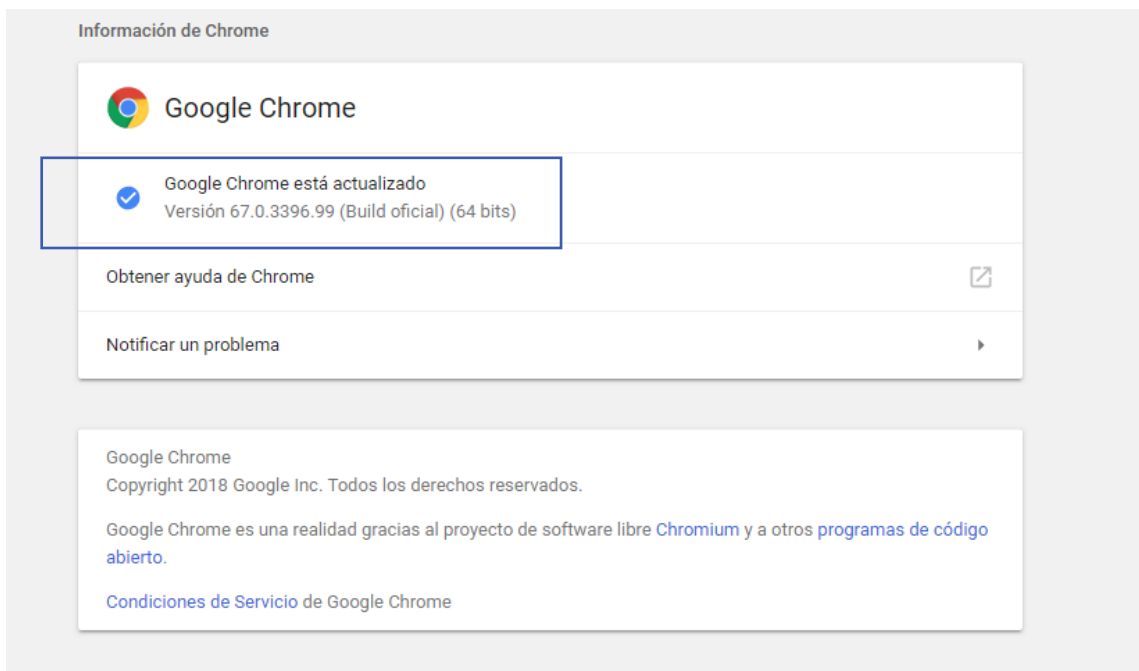 Información de Chrome
Google Chrome
Google Chrome está actualizado
Versión 67.0.3396.99 (Build oficial) (64 bits)
Obtener ayuda de Chrome
Notificar un problema
Google Chrome
Copyright 2018 Google Inc. Todos los derechos reservados.
Google Chrome es una realidad gracias al proyecto de software libre Chromium y a otros programas de código
abierto.
Condiciones de Servicio de Google Chrome